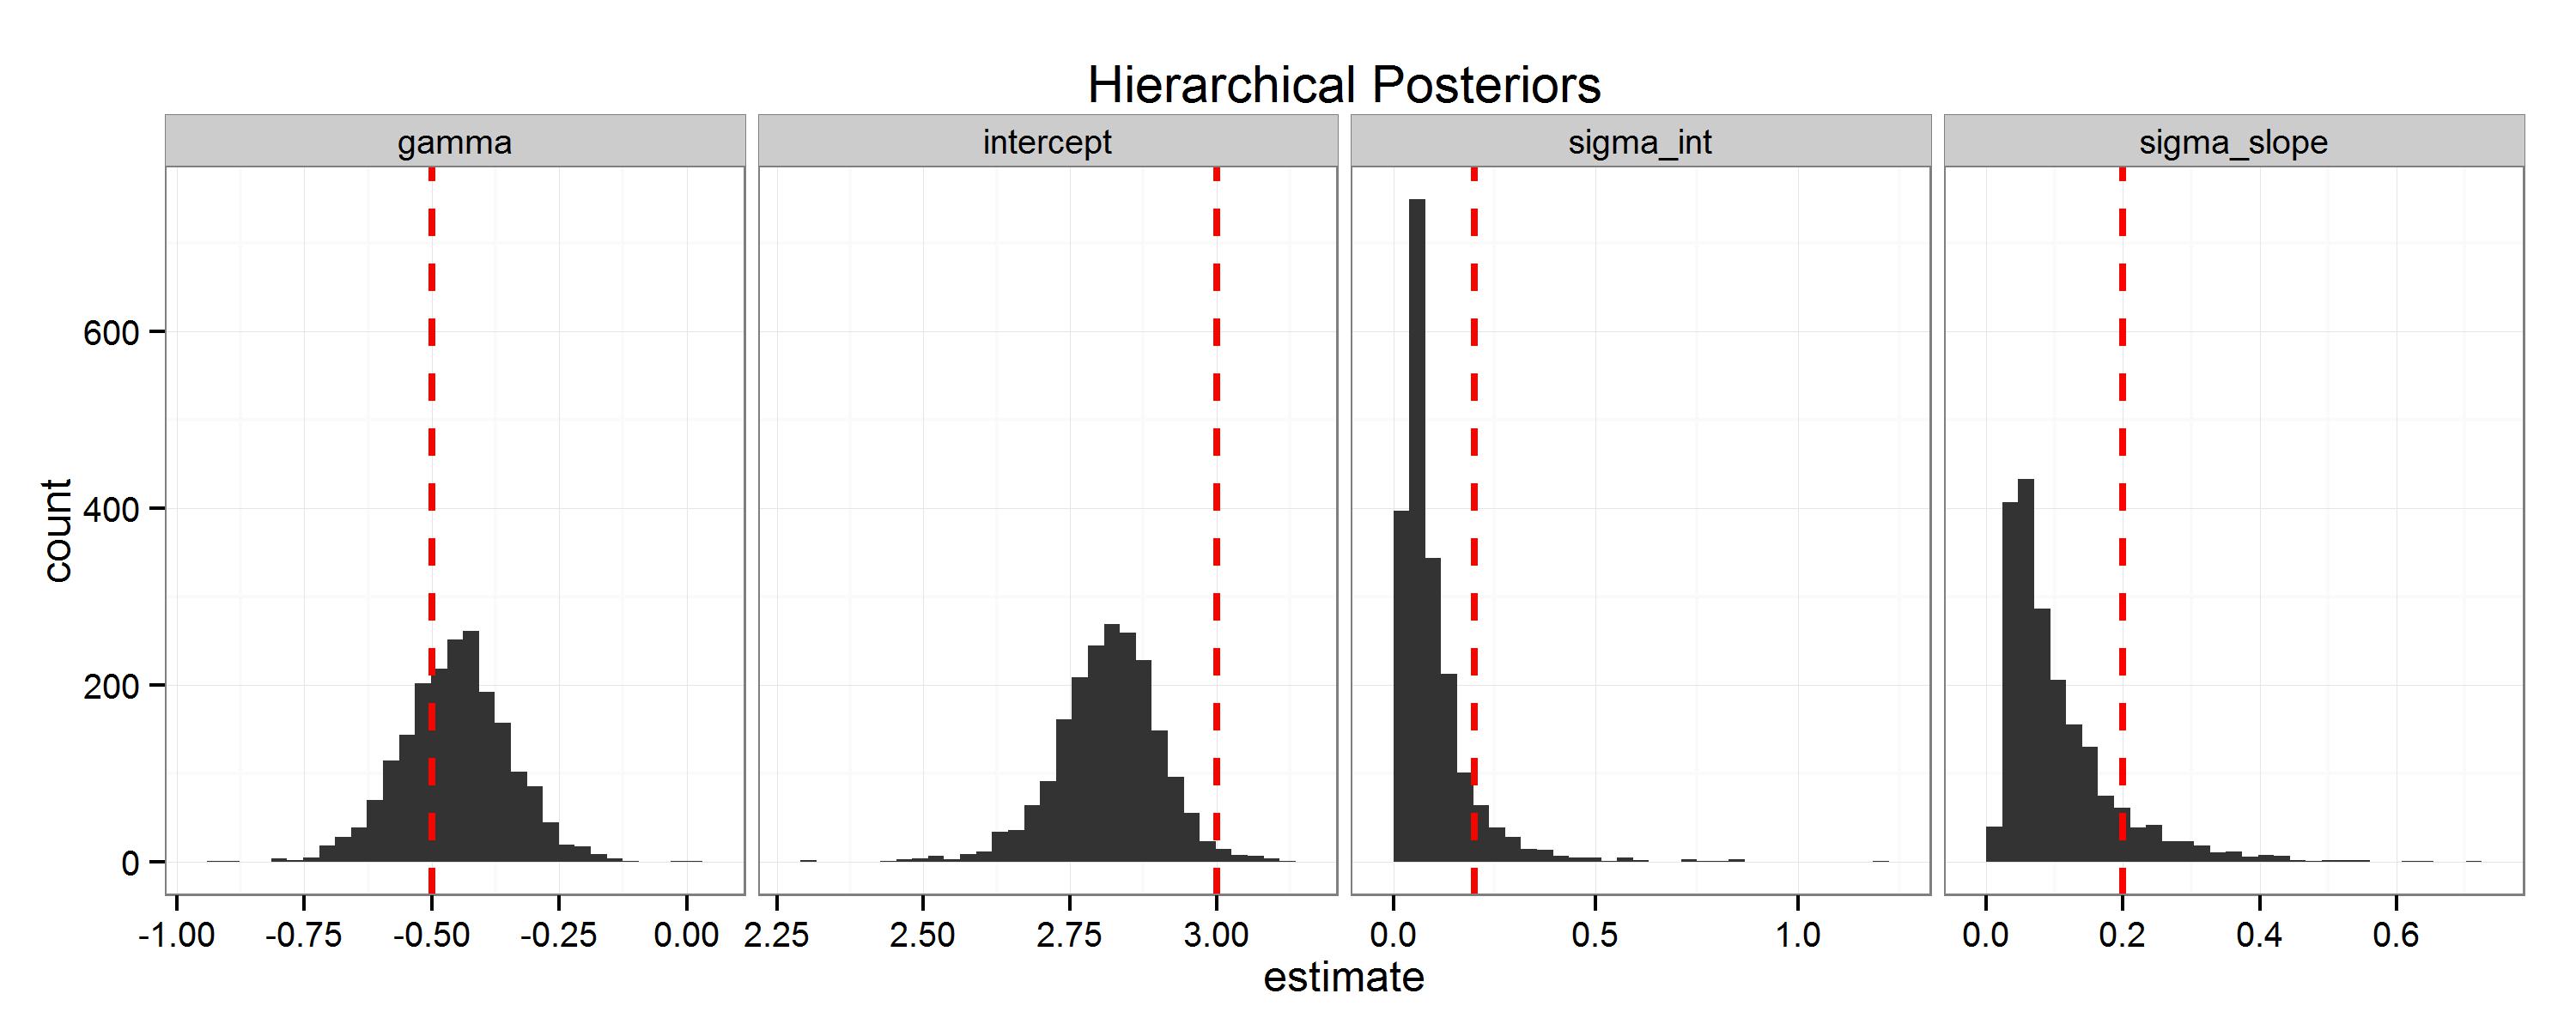 Hierarchical Posteriors
gamma intercept sigma_int sigma_slope
600
400
200
0
count
-1.00 -0.75 -0.50 -0.25 0.00 2.25 2.50 2.75 3.00 0.0 0.5 1.0 0.0 0.2 0.4 0.6
estimate